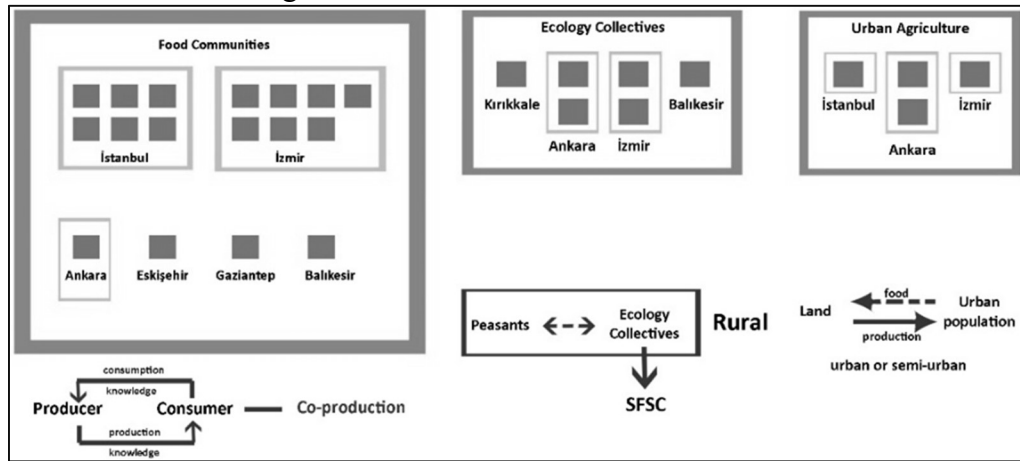 Food Communities
İstanbul
İzmir
Ankara
Eskişehir
Gaziantep
Balıkesir
consumption
knowledge
Producer
Consumer
Co-production
production
knowledge
Ecology Collectives
Kırıkkale
Balıkesir
Ankara
İzmir
Peasants
Ecology
Collectives
Rural
SFSC
Urban Agriculture
İstanbul
İzmir
Ankara
Land
food
Urban
population
production
urban or semi-urban